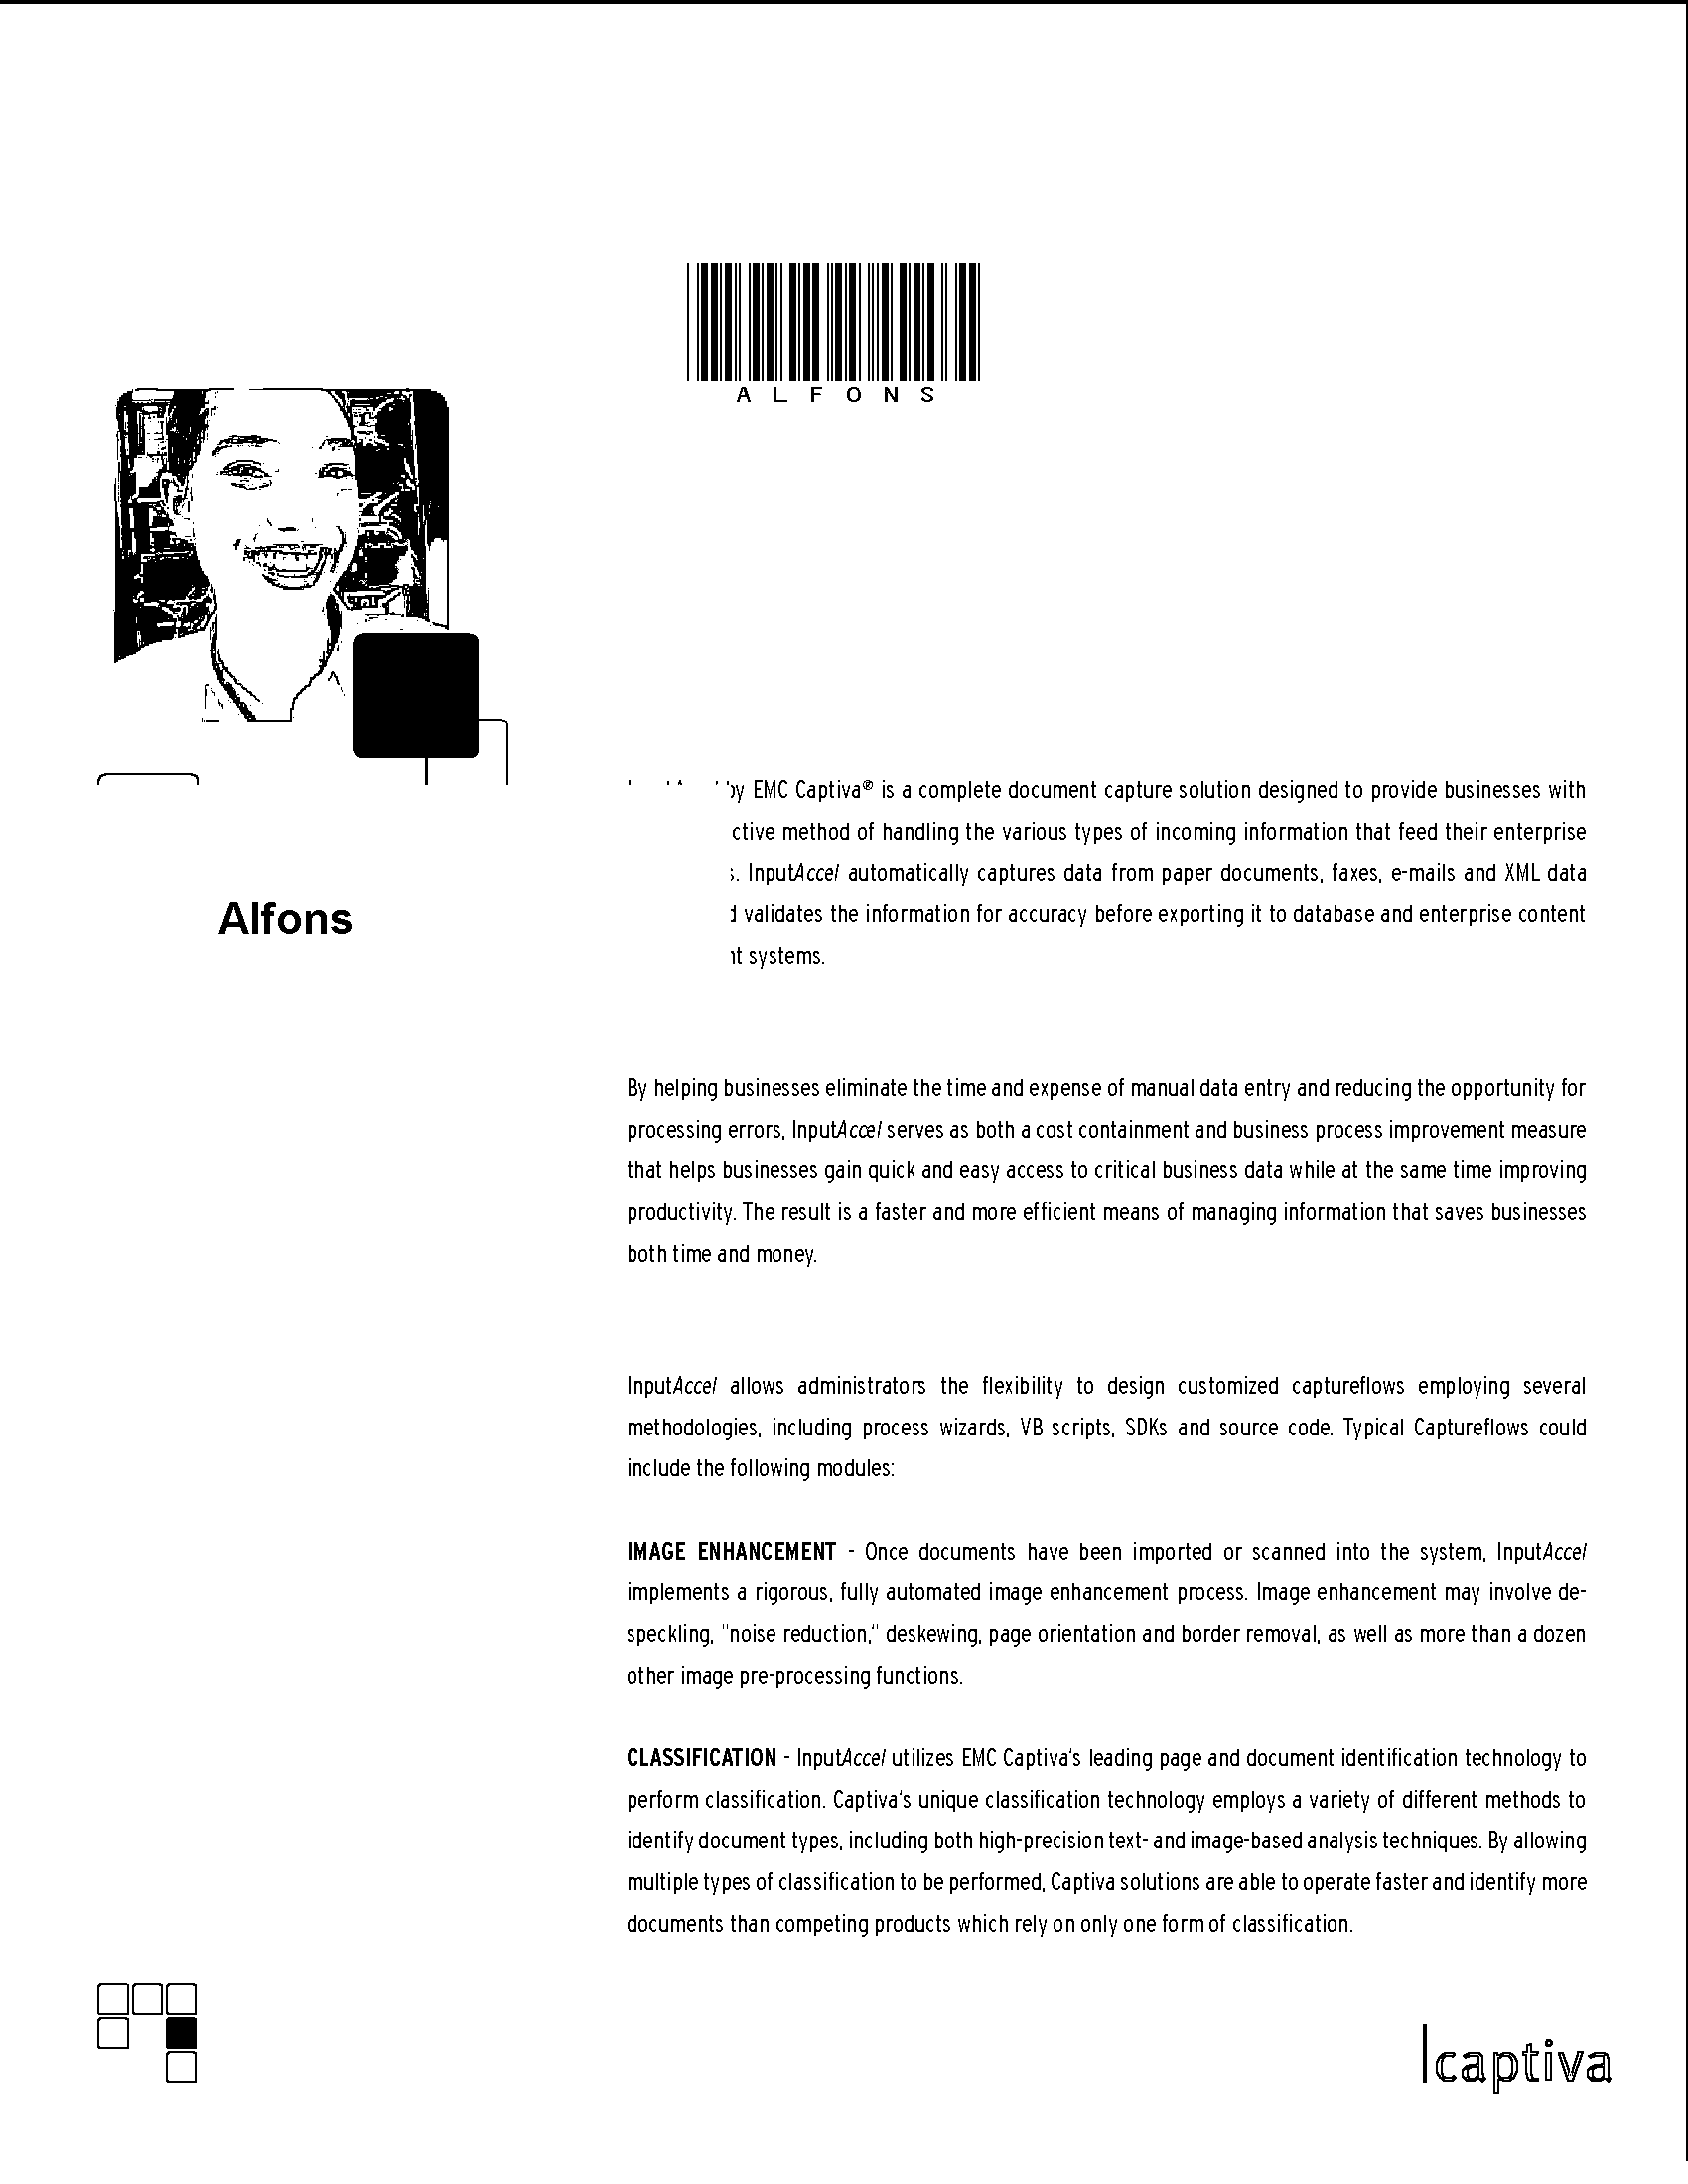 A L F O N S
by EMC Captiva® is a complete document capture solution designed to provide businesses with
ctive method of handling the various types of incoming information that feed their enterprise
s. InputAccel automatically captures data from paper documents, faxes, e-mails and XML data
d validates the information for accuracy before exporting it to database and enterprise content
Alfons
nt systems.
By helping businesses eliminate the time and expense of manual data entry and reducing the opportunity for
processing errors, InputAccel serves as both a cost containment and business process improvement measure
that helps businesses gain quick and easy access to critical business data while at the same time improving
productivity. The result is a faster and more efficient means of managing information that saves businesses
both time and money.
InputAccel allows administrators the flexibility to design customized captureflows employing several
methodologies, including process wizards, VB scripts, SDKs and source code. Typical Captureflows could
include the following modules:
IMAGE ENHANCEMENT - Once documents have been imported or scanned into the system, InputAccel
implements a rigorous, fully automated image enhancement process. Image enhancement may involve de-
speckling, "noise reduction," deskewing, page orientation and border removal, as well as more than a dozen
other image pre-processing functions.
CLASSIFICATION - InputAccel utilizes EMC Captiva's leading page and document identification technology to
perform classification. Captiva's unique classification technology employs a variety of different methods to
identify document types, including both high-precision text- and image-based analysis techniques. By allowing
multiple types of classification to be performed, Captiva solutions are able to operate faster and identify more
documents than competing products which rely on only one form of classification.
captiva